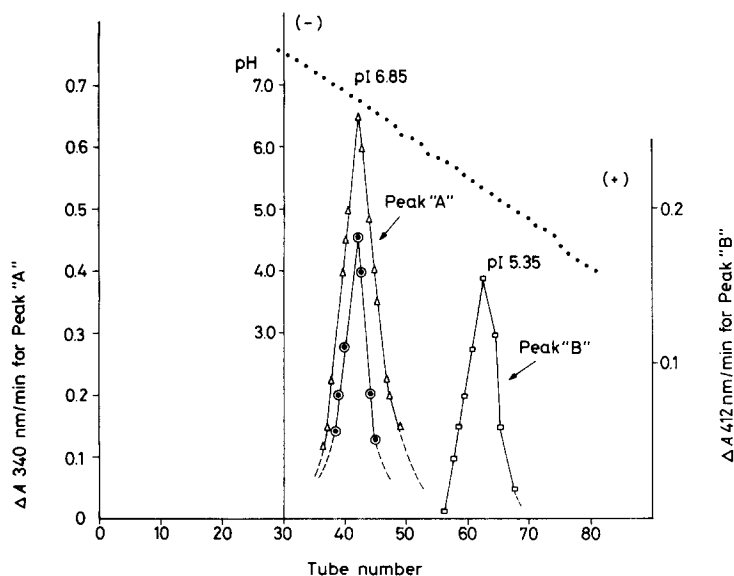 (-)
pH
pI 6.85
0.7
7.0
0.6
6.0
Peak "A"
(+)
0.5
5.0
0.2
0.4
4.0
pI 5.35
0.3
3.0
Peak "B"
0.2
0.1
0.1
0
0
0 10 20 30 40 50 60 70 80
Tube number
ΔA 340 nm/min for Peak "A"
ΔA 412 nm/min for Peak "B"